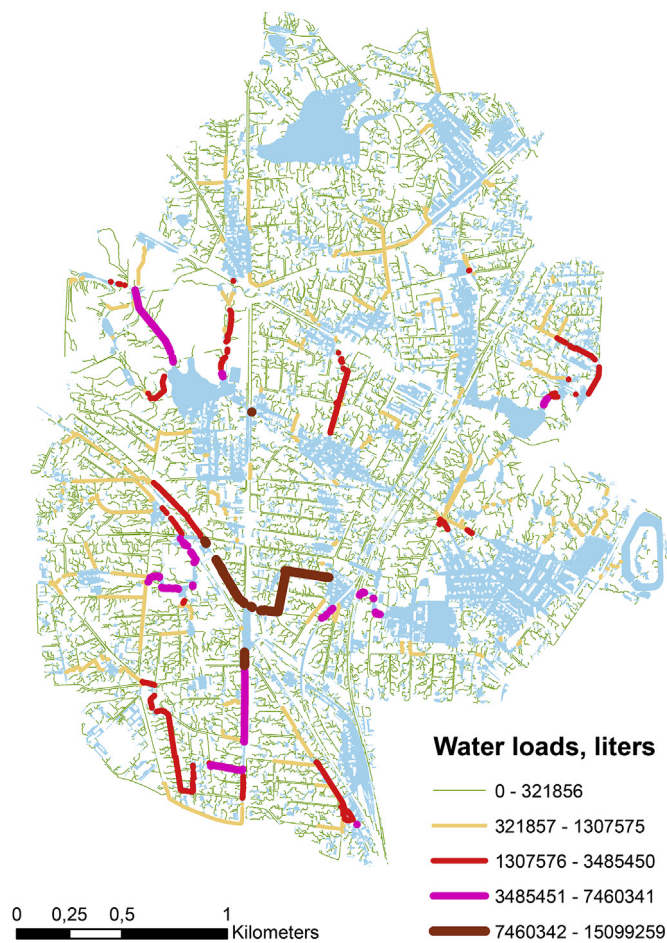 Water loads, liters
0 - 321856
321857 - 1307575
1307576 - 3485450
3485451 - 7460341
7460342 - 15099259
0 0,25 0,5 1
Kilometers